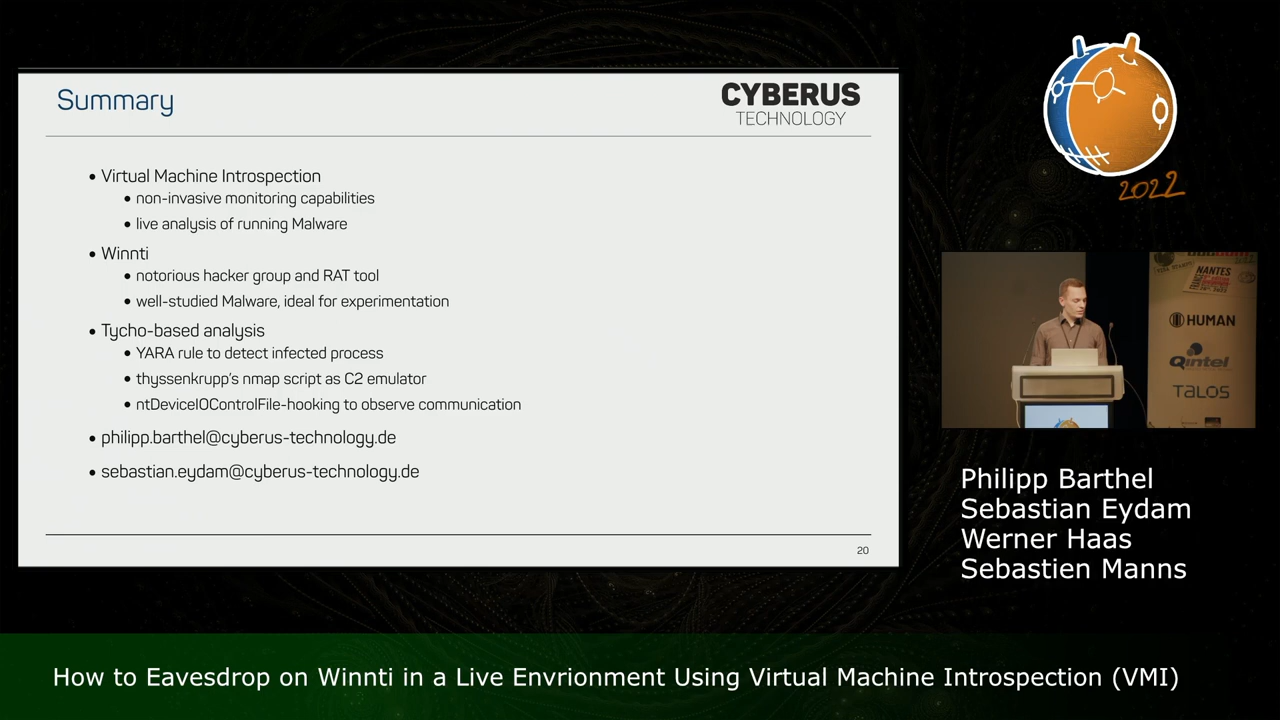 Summary
CYBERUS
TECHNOLOGY
• Virtual Machine Introspection
• non-invasive monitoring capabilities
• live analysis of running Malware
• Winnti
• notorious hacker group and RAT tool
• well-studied Malware, ideal for experimentation
• Tycho-based analysis
• YARA rule to detect infected process
• thyssenkrupp's nmap script as C2 emulator
• ntDeviceIOControlFile-hooking to observe communication
• philipp.barthel@cyberus-technology.de
• sebastian.eydam@cyberus-technology.de
20
2022
NANTES
HUMAN
Qintel
TALOS
Philipp Barthel
Sebastian Eydam
Werner Haas
Sebastien Manns
How to Eavesdrop on Winnti in a Live Envrionment Using Virtual Machine Introspection (VMI)